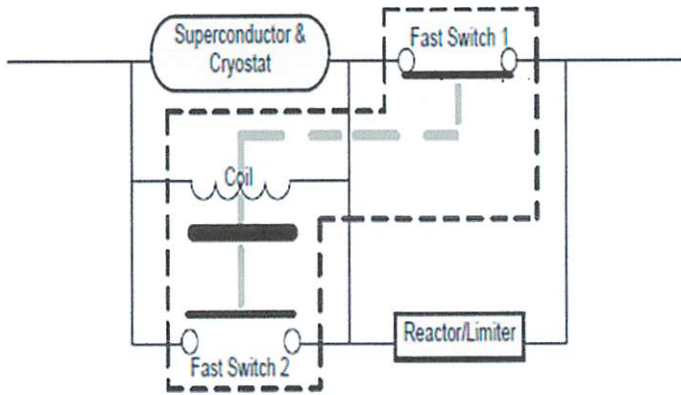 Superconductor &
Cryostat
Fast Switch 1
Coil
Reactor/Limiter
Fast Switch 2